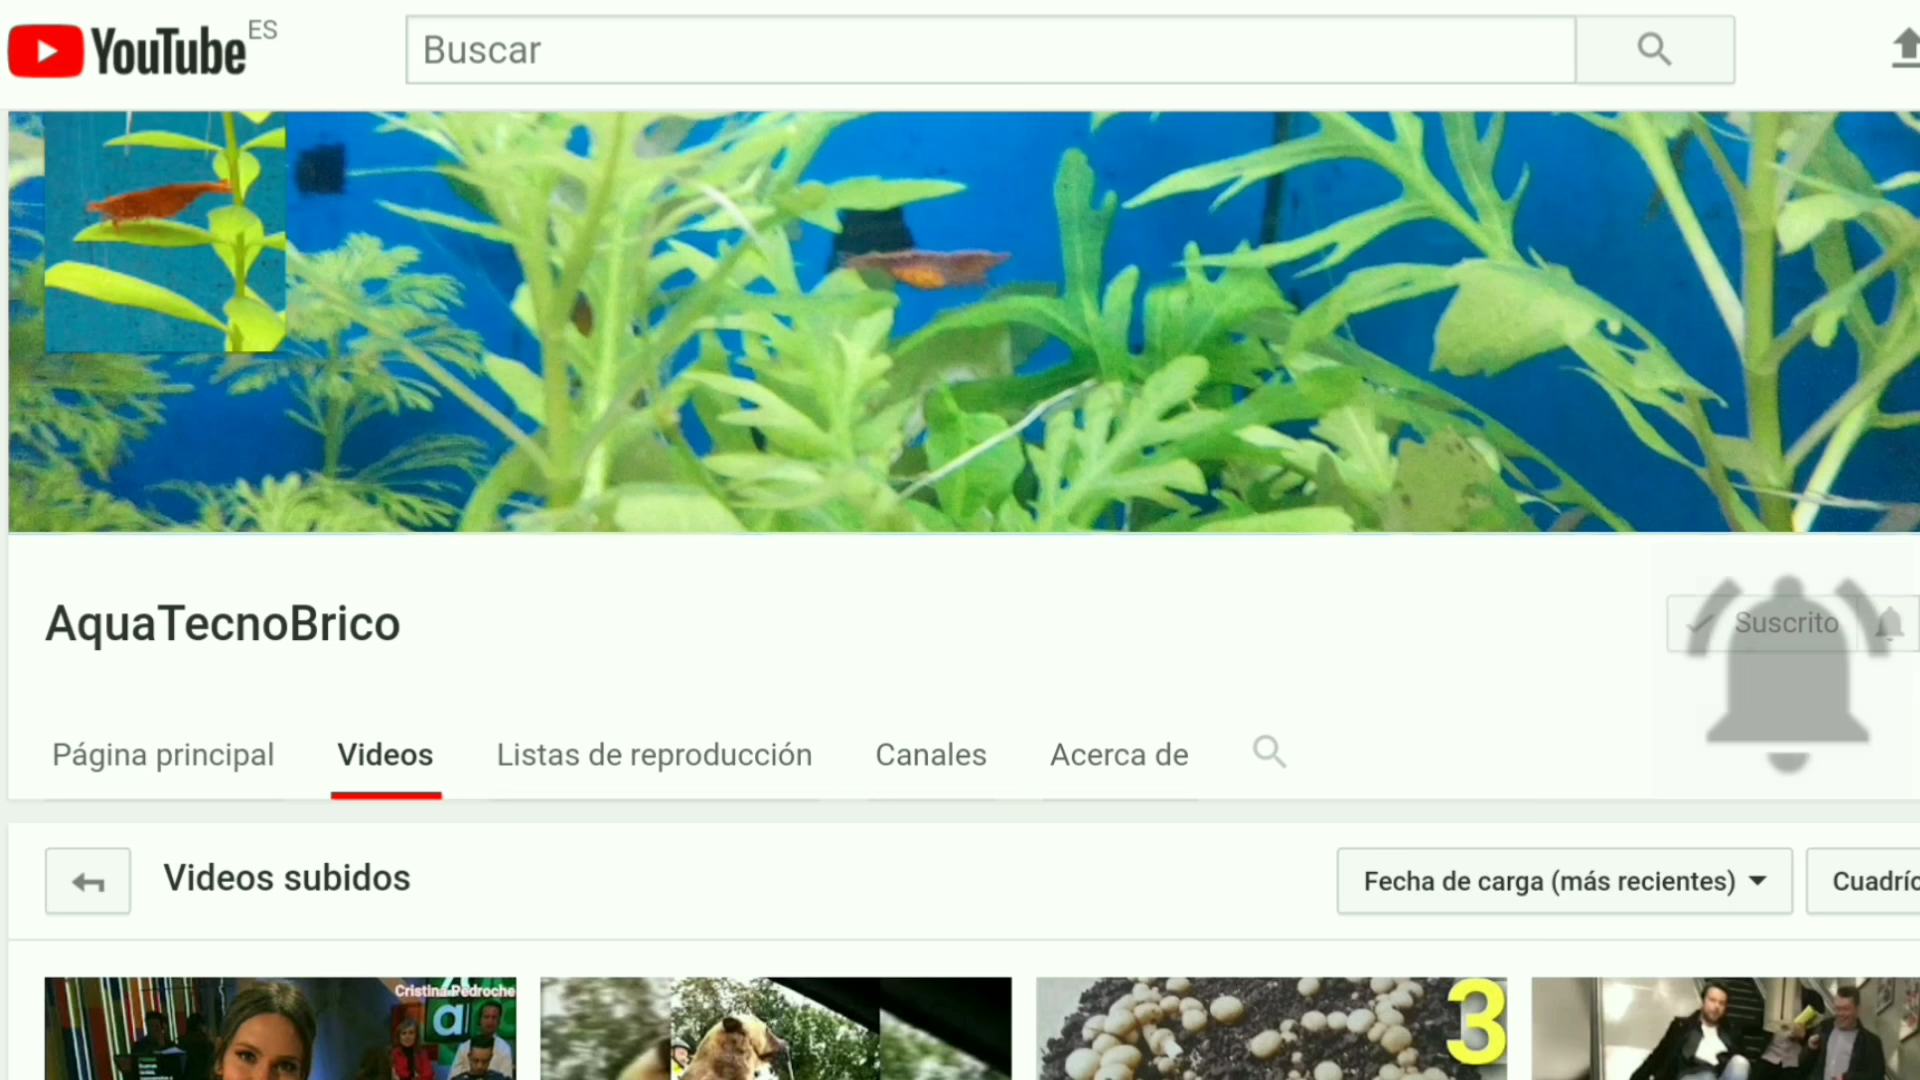 YouTube ES
Buscar
AquaTecnoBrico
Suscrito
Página principal
Videos
Listas de reproducción
Canales
Acerca de
Videos subidos
Fecha de carga (más recientes)
Cuadríc
Cristina Pedroche
a
3